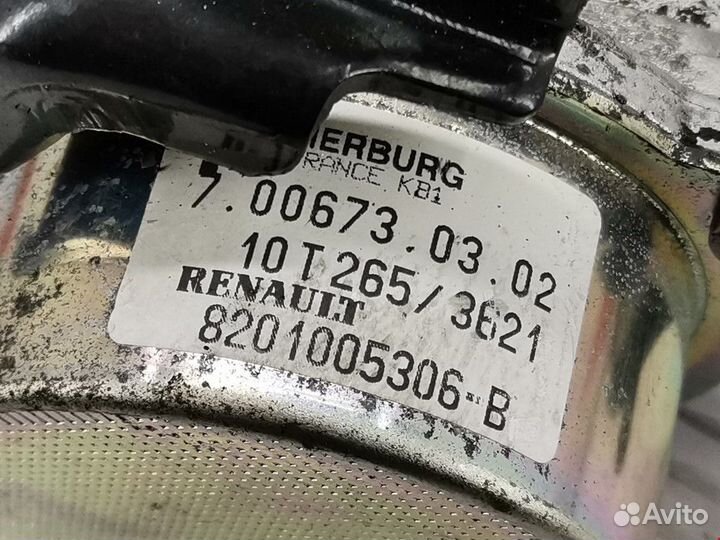 IERBURG
RANCE KB1
7.00673.03.02
10T265/3621
RENAULT
8201005306-B
Avito